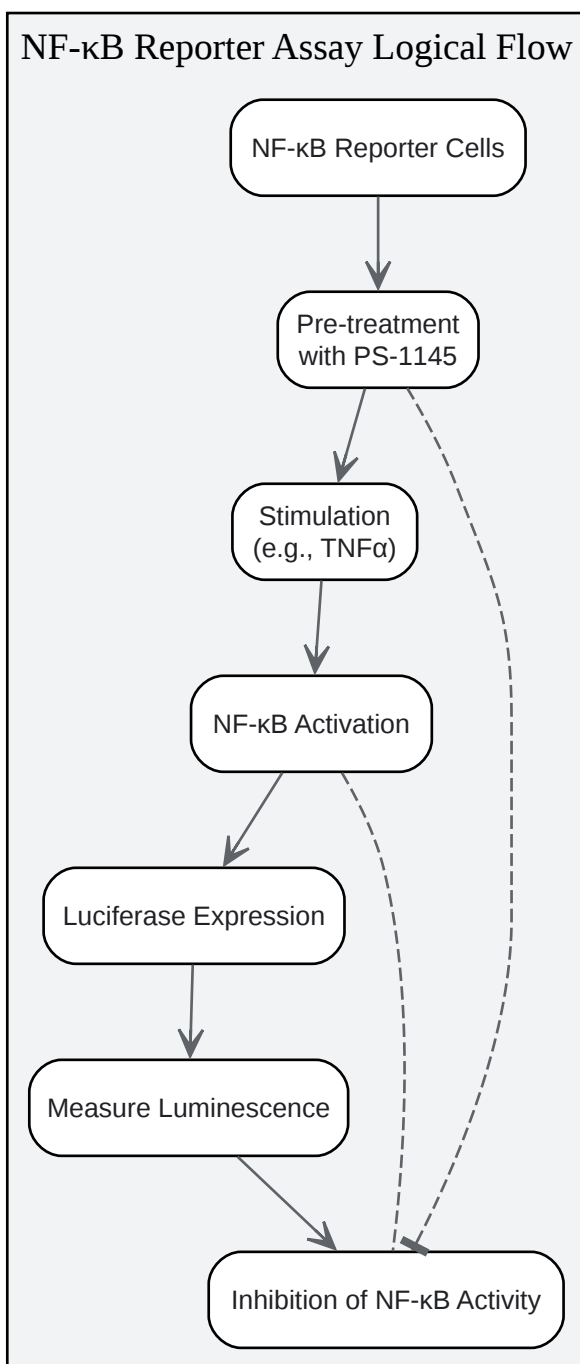 NF-κB Reporter Assay Logical Flow
NF-κB Reporter Cells
Pre-treatment
with PS-1145
Stimulation
(e.g., TNFα)
NF-κB Activation
Luciferase Expression
Measure Luminescence
Inhibition of NF-κB Activity